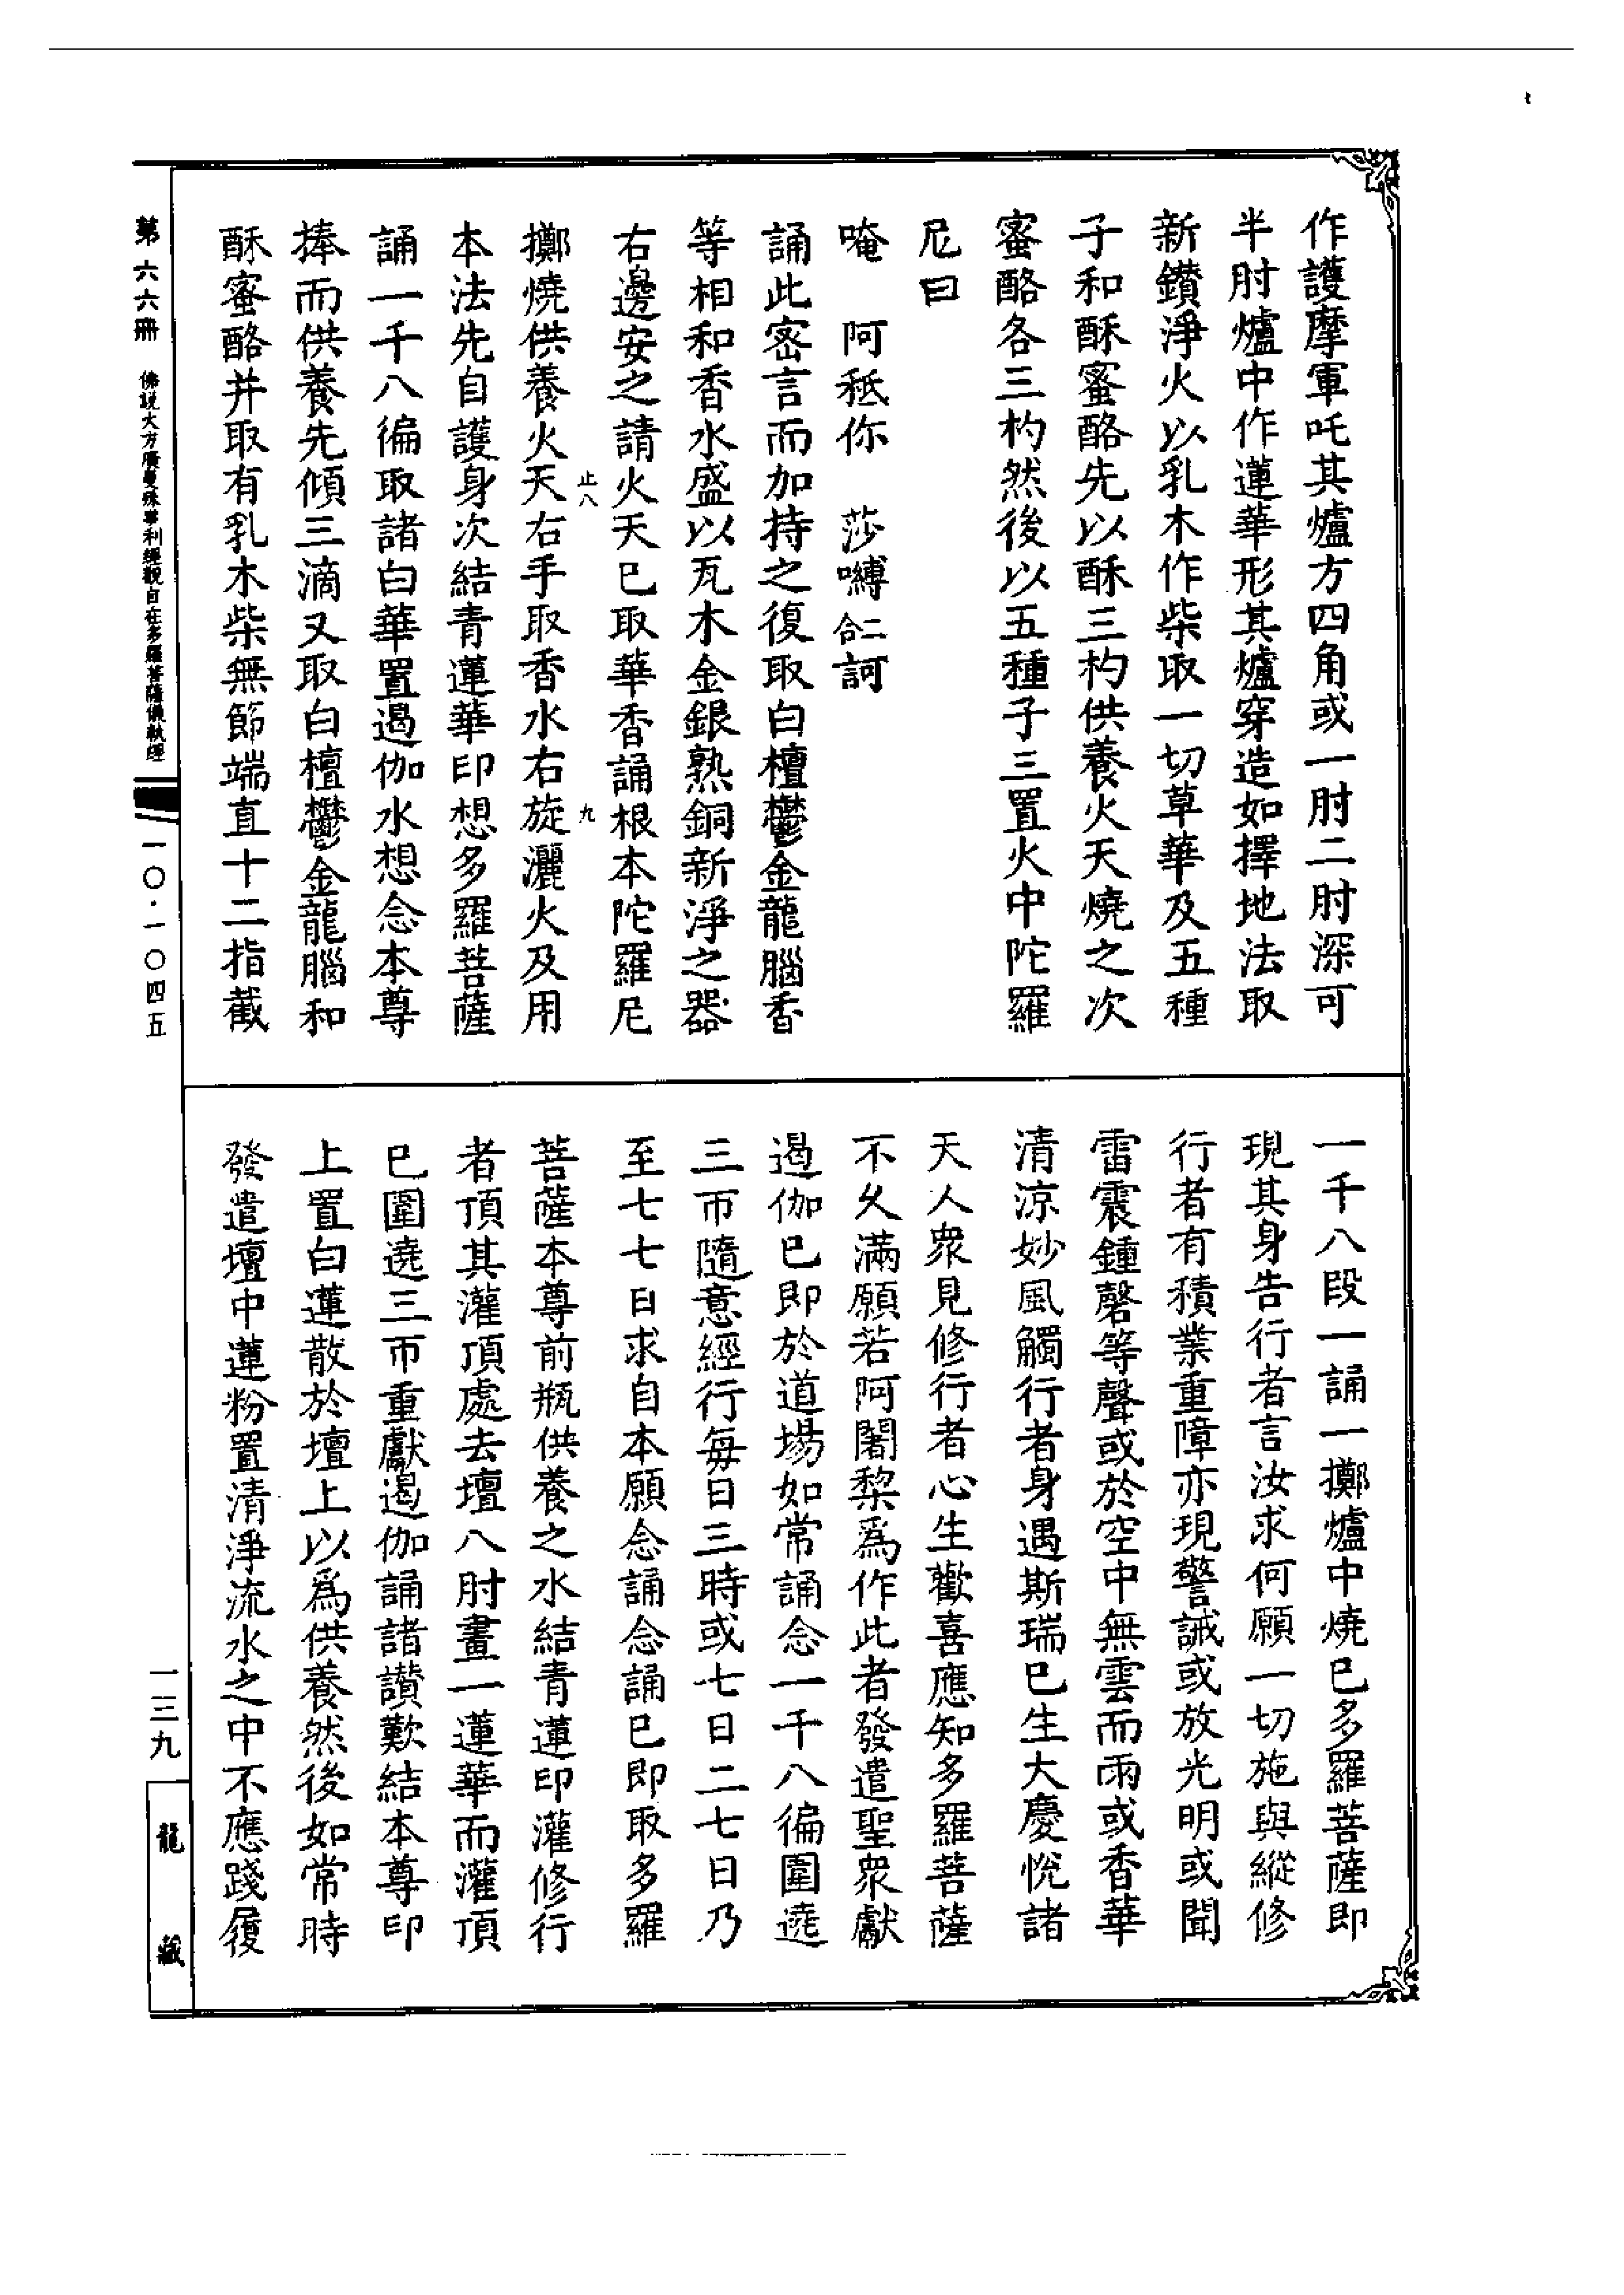 作護摩軍吒其爐方四角或一肘二肘深可
半肘爐中作蓮華形其爐穿造如擇地法取
新鑚淨火以乳木作柴取一切草華及五種
子和酥蜜酪先以酥三杓供養火天燒之次
蜜酪各三杓然後以五種子三置火中陀羅
尼曰
唵 阿秪你 莎嚩二合訶
誦此密言而加持之復取白檀鬱金龍腦香
等相和香水盛以瓦木金銀熟銅新淨之器
右邊安之請火天已取華香誦根本陀羅尼
止八 九
擲燒供養火天右手取香水右旋灑火及用
本法先自護身次結青蓮華印想多羅菩薩
誦一千八徧取諸白華置遏伽水想念本尊
捧而供養先傾三滴又取白檀鬱金龍腦和
酥蜜酪并取有乳木柴無節端直十二指截
一千八段一誦一擲爐中燒已多羅菩薩即
現其身告行者言汝求何願一切施與縱修
行者有積業重障亦現警誡或放光明或聞
雷震鍾磬等聲或於空中無雲而雨或香華
清涼妙風觸行者身遇斯瑞已生大慶悅諸
天人衆見修行者心生歡喜應知多羅菩薩
不久滿願若阿闍棃爲作此者發遣聖衆獻
遏伽已即於道場如常誦念一千八徧圍遶
三帀隨意經行每日三時或七日二七日乃
至七七日求自本願念誦念誦已即取多羅
菩薩本尊前瓶供養之水結青蓮印灌修行
者頂其灌頂處去壇八肘畫一蓮華而灌頂
已圍遶三帀重獻遏伽誦諸讚歎結本尊印
上置白蓮散於壇上以爲供養然後如常時
發遣壇中蓮粉置清淨流水之中不應踐履
第六六冊 佛說大方廣曼殊室利經觀自在多羅菩薩儀軌經
一〇·一〇四五
一三九
龍藏